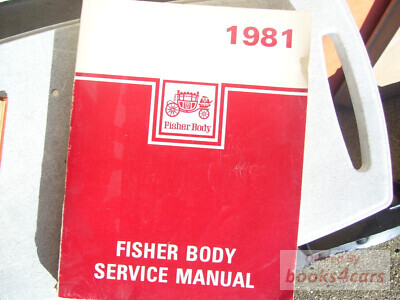 1981
Fisher Body
FISHER BODY
SERVICE MANUAL
books4cars